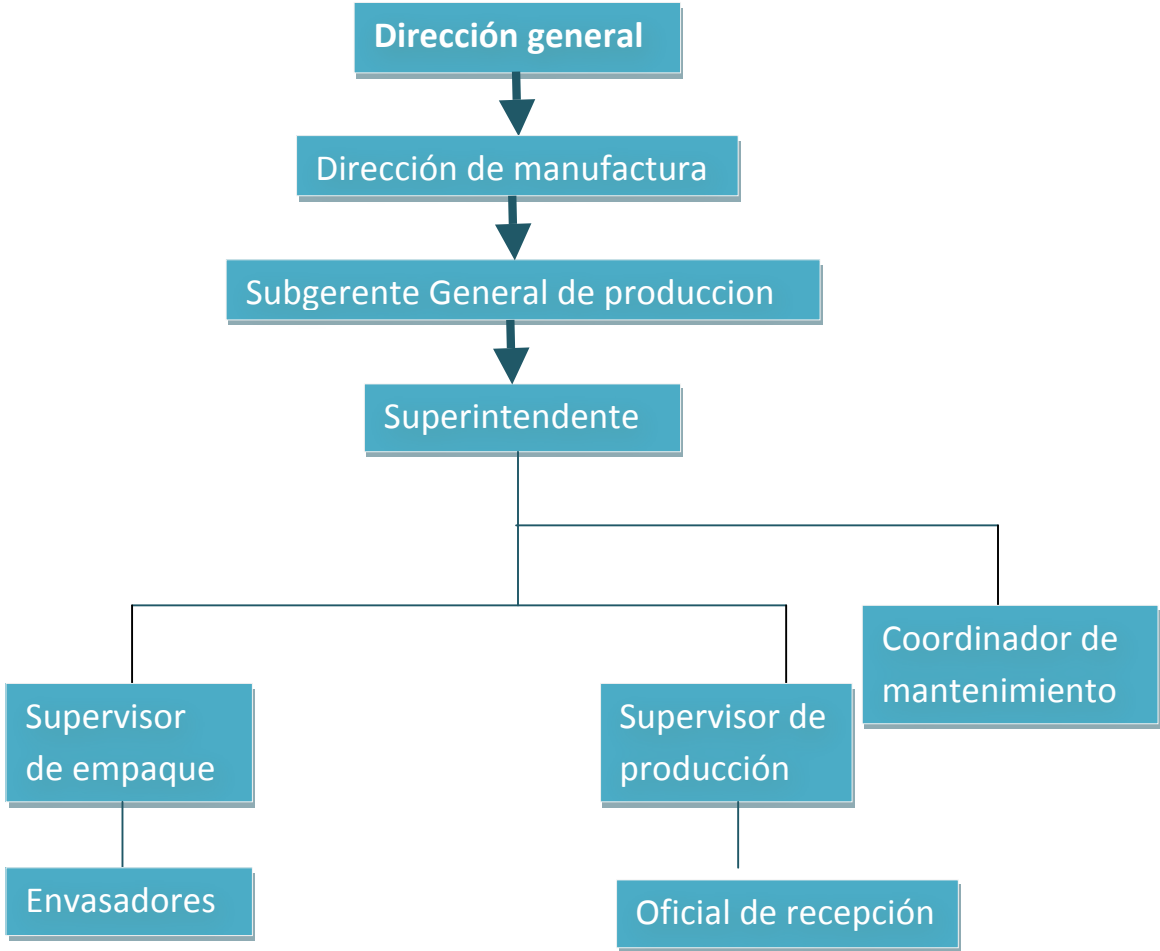 Dirección general
Dirección de manufactura
Subgerente General de produccion
Superintendente
Coordinador de
mantenimiento
Supervisor
de empaque
Supervisor de
producción
Envasadores
Oficial de recepción